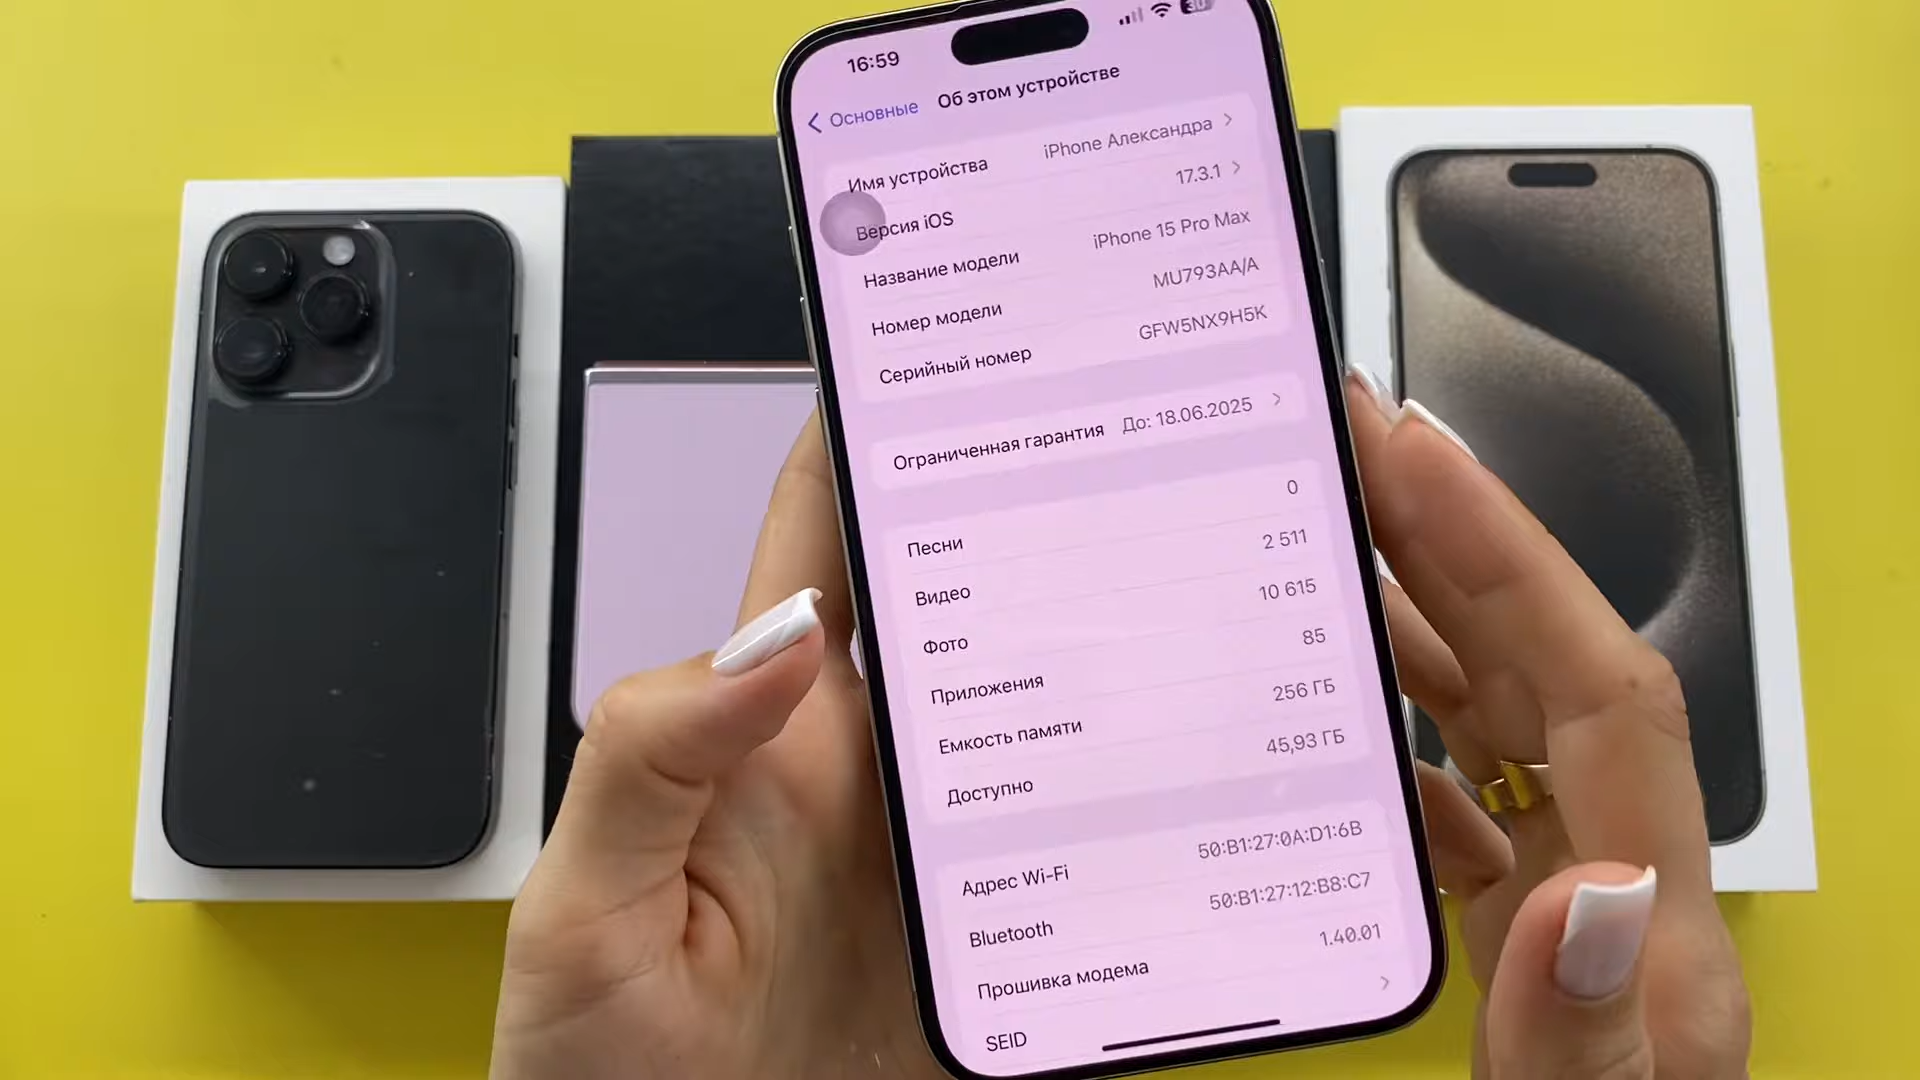 16:59
30
Основные
Об этом устройстве
Имя устройства iPhone Александра
Версия iOS 17.3.1
Название модели iPhone 15 Pro Max
Номер модели MU793AA/A
Серийный номер GFW5NX9H5K
Ограниченная гарантия До: 18.06.2025
Песни 0
Видео 2 511
Фото 10 615
Приложения 85
Емкость памяти 256 ГБ
Доступно 45,93 ГБ
Адрес Wi-Fi 50:B1:27:0A:D1:6B
Bluetooth 50:B1:27:12:B8:C7
Прошивка модема 1.40.01
SEID